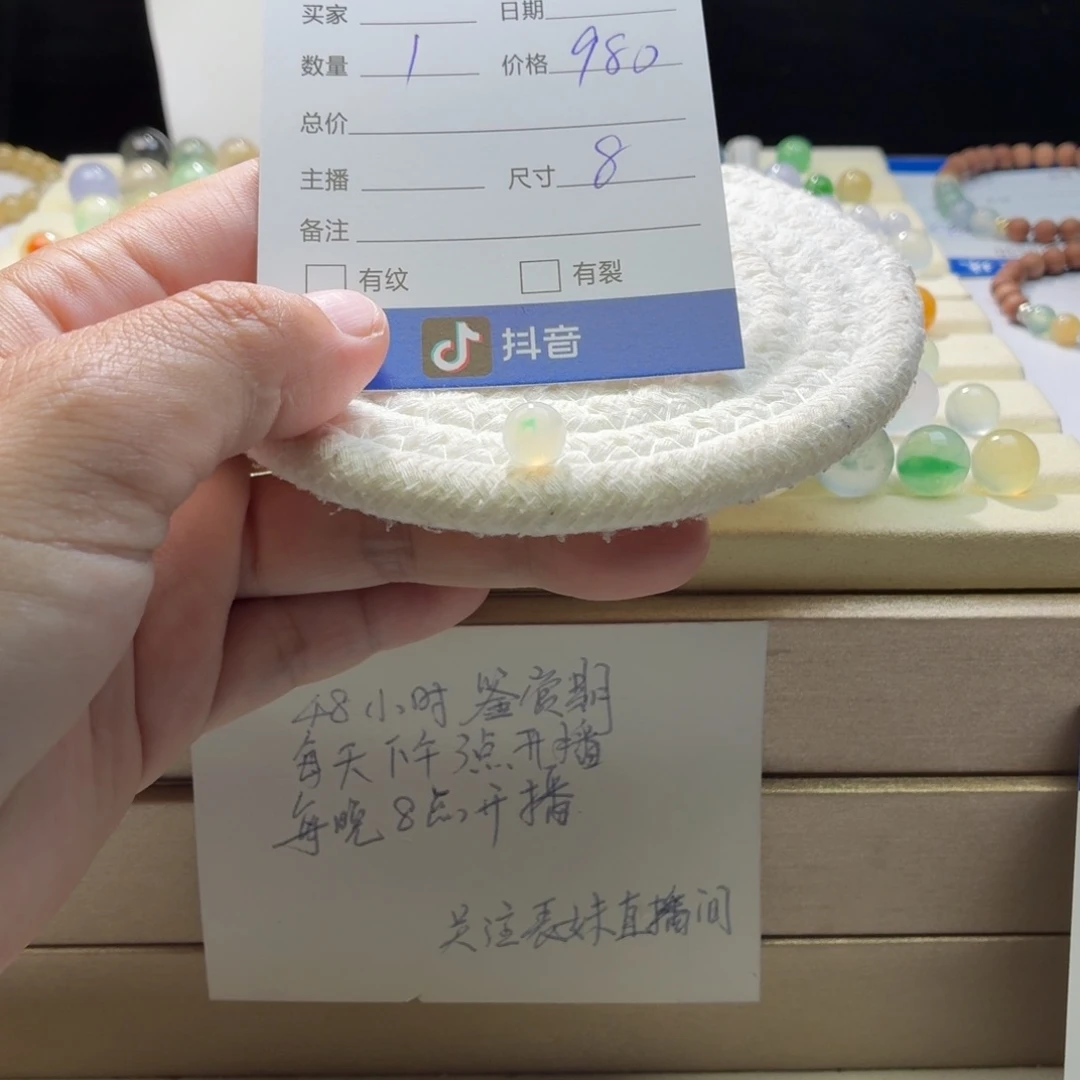 买家 日期
数量 1 价格 980
总价
主播 尺寸 8
备注
有纹 有裂
抖音
48小时鉴赏期
每天下午3点开播
每晚8点开播
关注表妹直播间